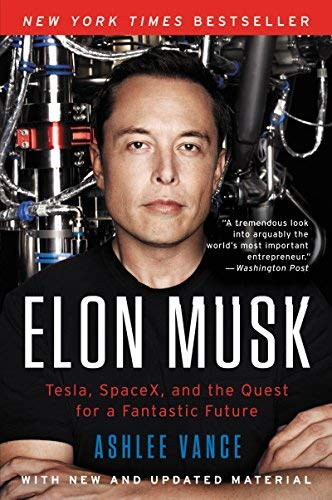 NEW YORK TIMES BESTSELLER
“A tremendous look
into arguably the
world’s most important
entrepreneur.”
—Washington Post
ELON MUSK
Tesla, SpaceX, and the Quest
for a Fantastic Future
ASHLEE VANCE
WITH NEW AND UPDATED MATERIAL